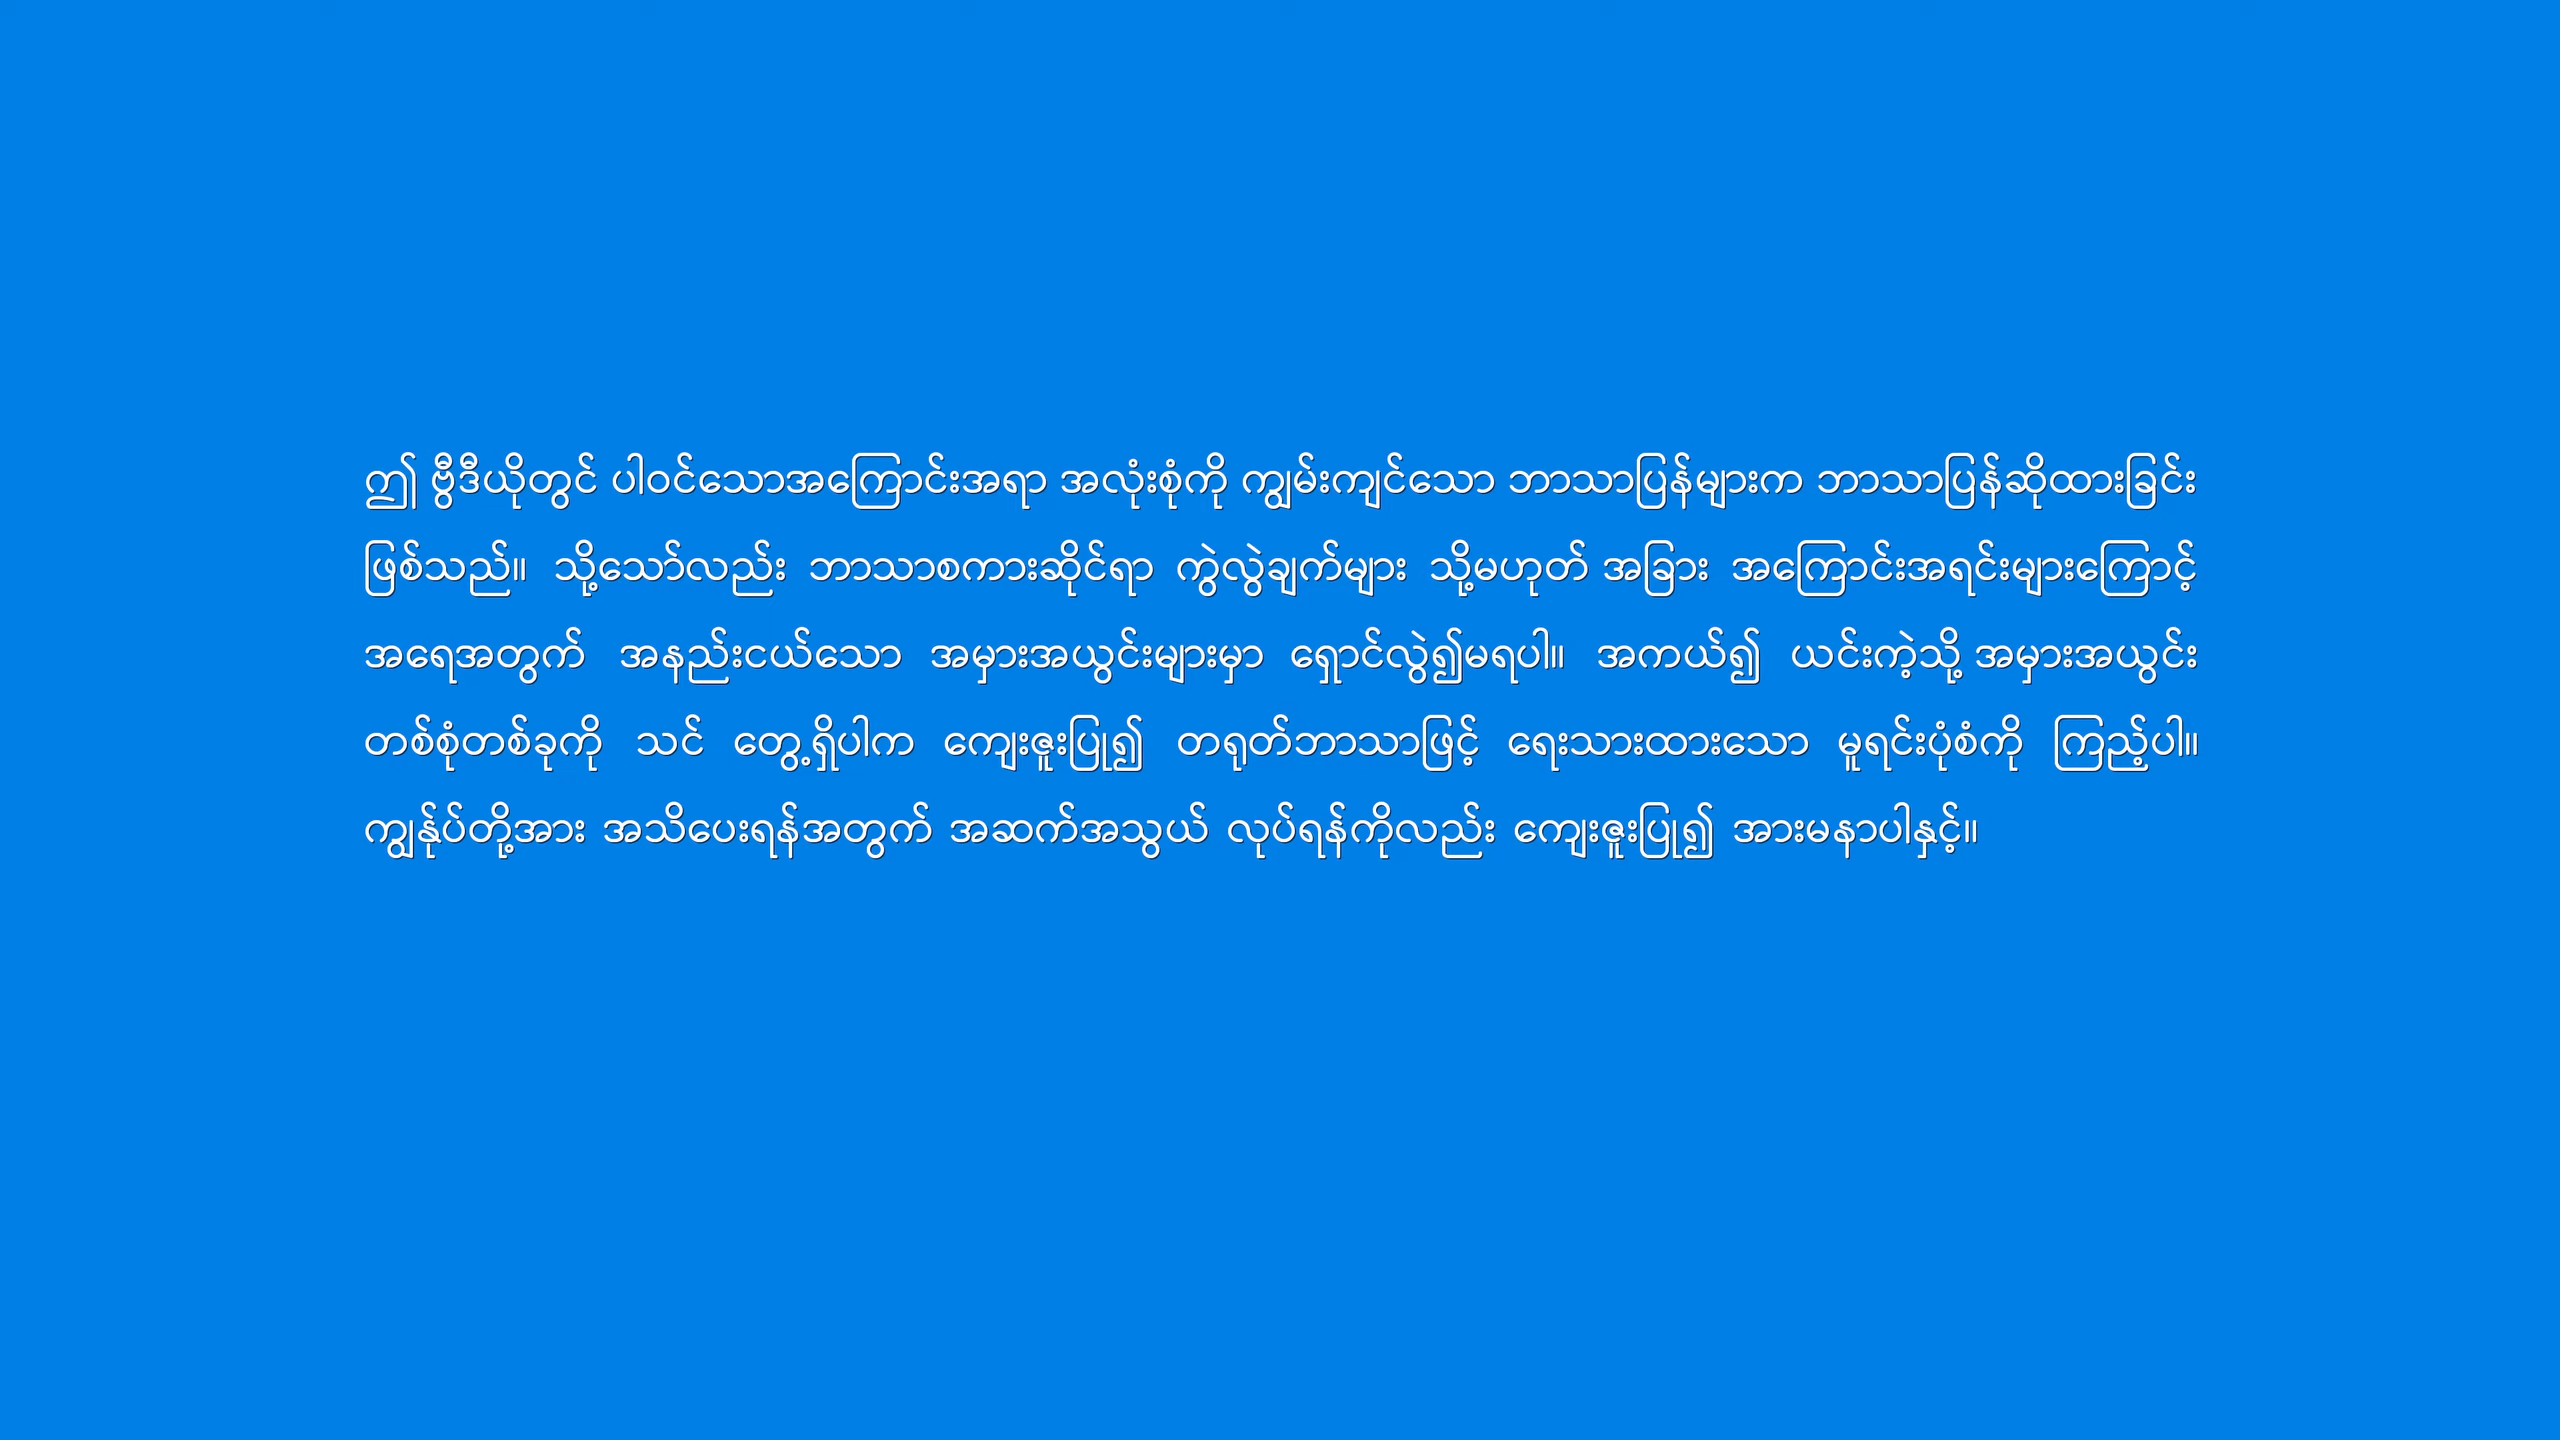 ဤ ဗွီဒီယိုတွင် ပါဝင်သောအကြောင်းအရာ အလုံးစုံကို ကျွမ်းကျင်သော ဘာသာပြန်များက ဘာသာပြန်ဆိုထားခြင်း
ဖြစ်သည်။ သို့သော်လည်း ဘာသာစကားဆိုင်ရာ ကွဲလွဲချက်များ သို့မဟုတ် အခြား အကြောင်းအရင်းများကြောင့်
အရေအတွက် အနည်းငယ်သော အမှားအယွင်းများမှာ ရှောင်လွဲ၍မရပါ။ အကယ်၍ ယင်းကဲ့သို့ အမှားအယွင်း
တစ်စုံတစ်ခုကို သင် တွေ့ရှိပါက ကျေးဇူးပြု၍ တရုတ်ဘာသာဖြင့် ရေးသားထားသော မူရင်းပုံစံကို ကြည့်ပါ။
ကျွန်ုပ်တို့အား အသိပေးရန်အတွက် အဆက်အသွယ် လုပ်ရန်ကိုလည်း ကျေးဇူးပြု၍ အားမနာပါနှင့်။